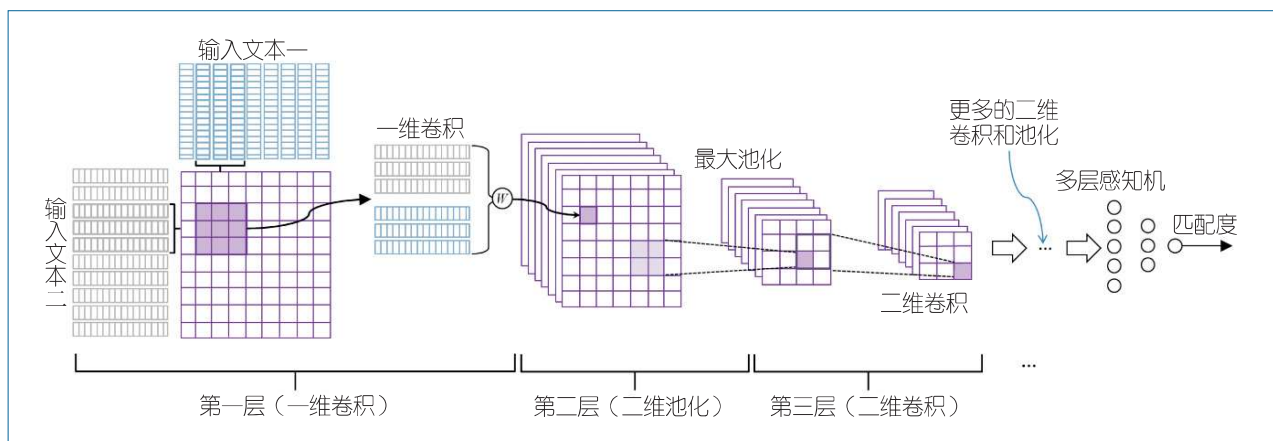 输入文本一
输入文本二
一维卷积
W
最大池化
更多的二维
卷积和池化
多层感知机
匹配度
二维卷积
...
...
第一层（一维卷积）
第二层（二维池化）
第三层（二维卷积）